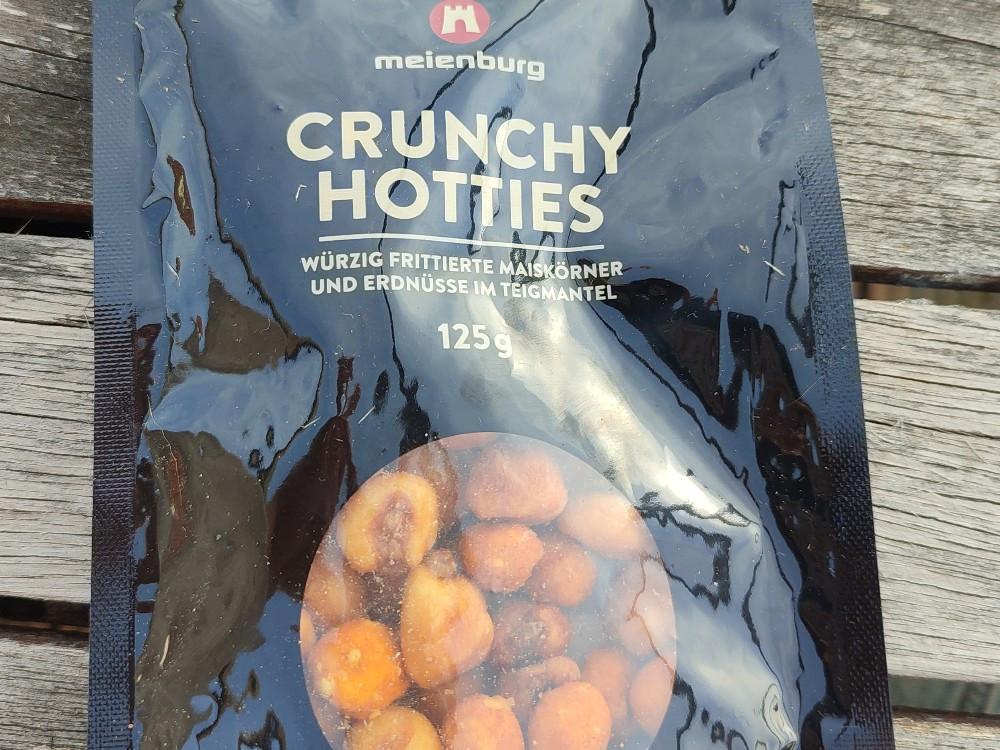 meienburg
CRUNCHY
HOTTIES
WÜRZIG FRITTIERTE MAISKÖRNER
UND ERDNÜSSE IM TEIGMANTEL
125g